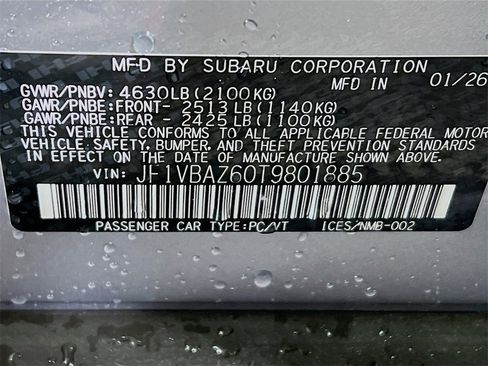 MFD BY SUBARU CORPORATION
MFD IN 01/26
GVWR/PNBV: 4630LB (2100KG)
GAWR/PNBE:FRONT- 2513 LB (1140KG)
GAWR/PNBE:REAR - 2425 LB (1100KG)
THIS VEHICLE CONFORMS TO ALL APPLICABLE FEDERAL MOTOR
VEHICLE SAFETY, BUMPER, AND THEFT PREVENTION STANDARDS
IN EFFECT ON THE DATE OF MANUFACTURE SHOWN ABOVE.
VIN: JF1VBAZ60T9801885
PASSENGER CAR TYPE:PC/VT ICES/NMB-002